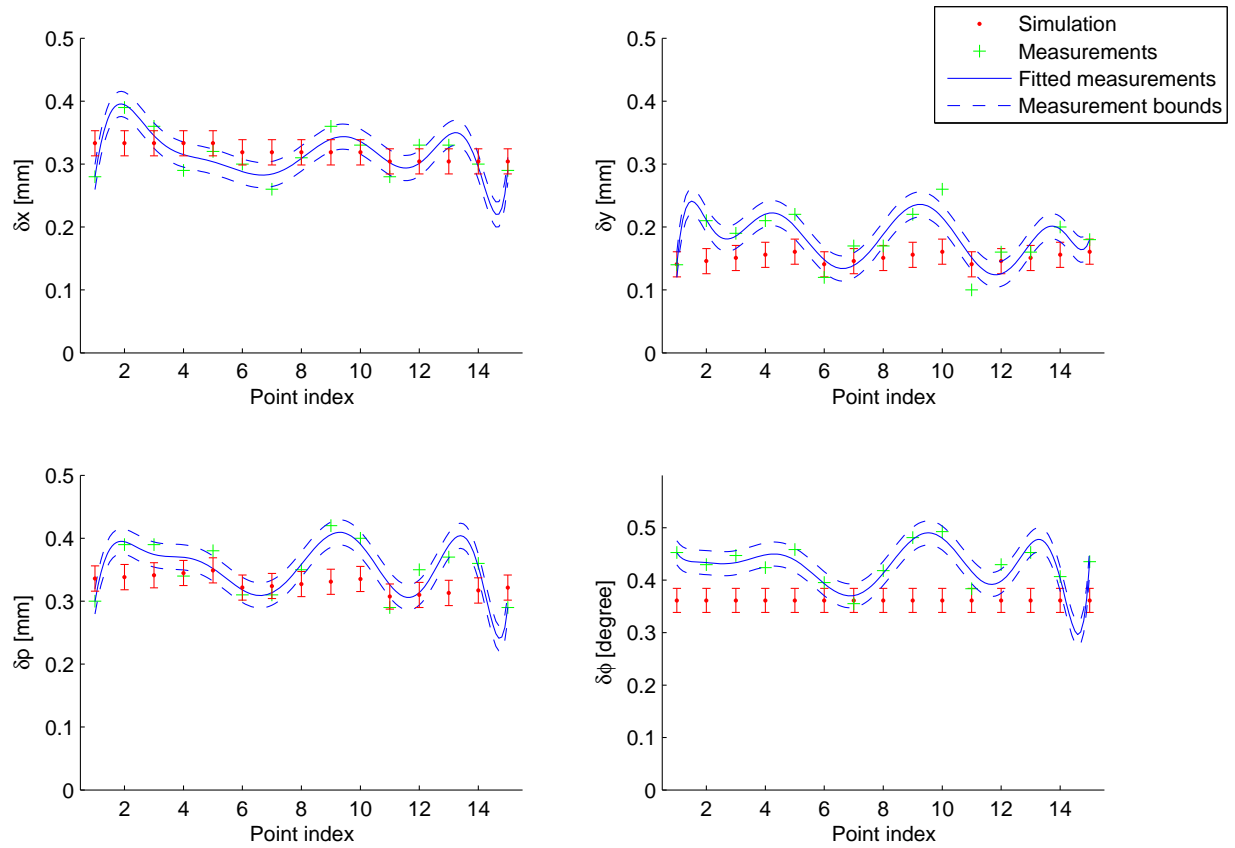 Simulation
Measurements
Fitted measurements
Measurement bounds
0.5
0.4
0.3
0.2
0.1
0
δx [mm]
2 4 6 8 10 12 14
Point index
0.5
0.4
0.3
0.2
0.1
0
δy [mm]
2 4 6 8 10 12 14
Point index
0.5
0.4
0.3
0.2
0.1
0
δp [mm]
2 4 6 8 10 12 14
Point index
0.5
0.4
0.3
0.2
0.1
0
δϕ [degree]
2 4 6 8 10 12 14
Point index